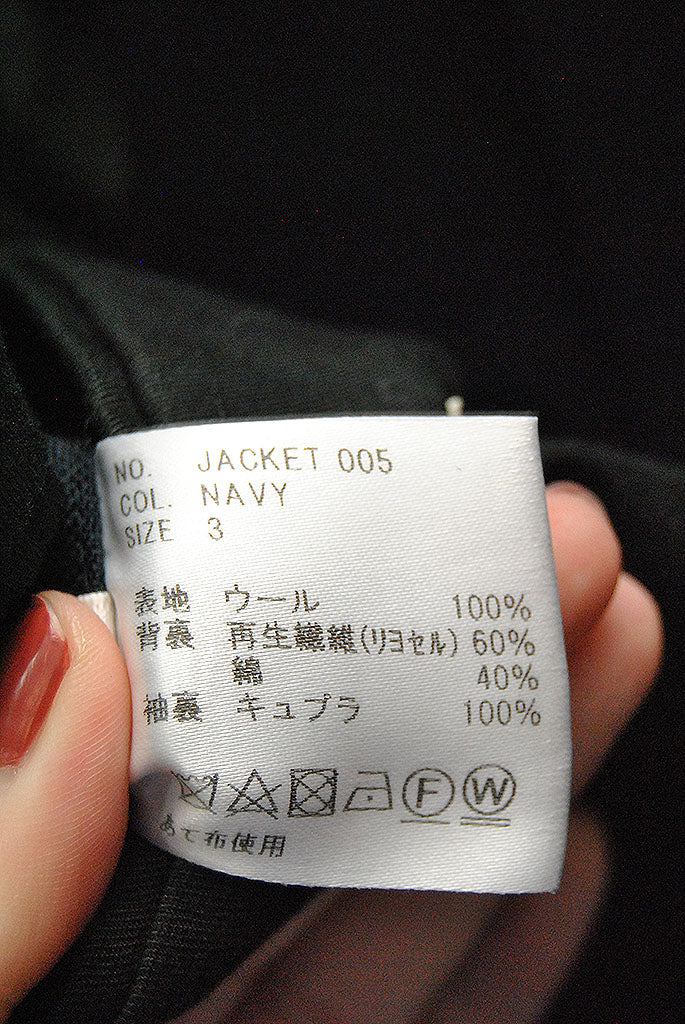 NO. JACKET 005
COL. NAVY
SIZE 3
表地 ウール 100%
背裏 再生繊維(リヨセル) 60%
綿 40%
袖裏 キュプラ 100%
F W
あて布使用